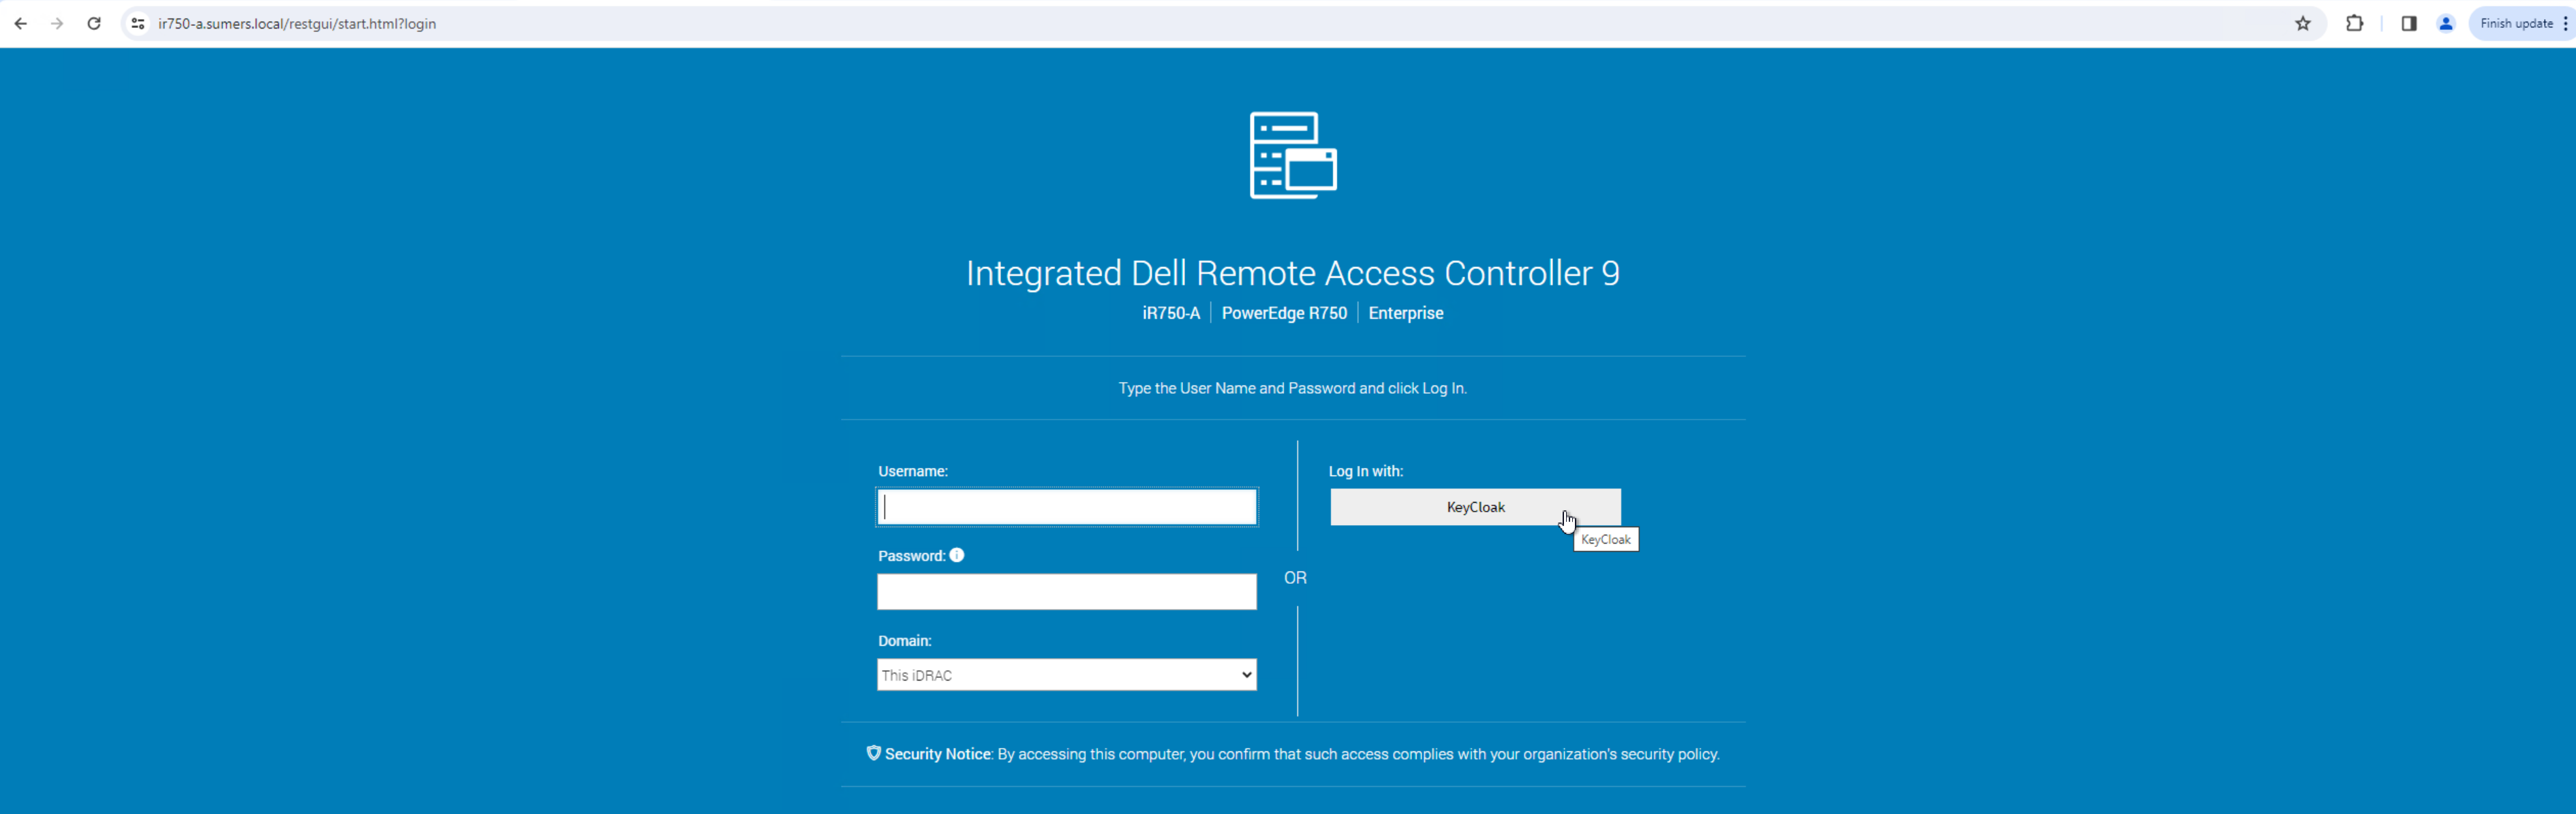 ir750-a.sumers.local/restgui/start.html?login
Finish update
Integrated Dell Remote Access Controller 9
iR750-A | PowerEdge R750 | Enterprise
Type the User Name and Password and click Log In.
Username:
Password:
Domain:
This iDRAC
OR
Log In with:
KeyCloak
KeyCloak
Security Notice: By accessing this computer, you confirm that such access complies with your organization's security policy.